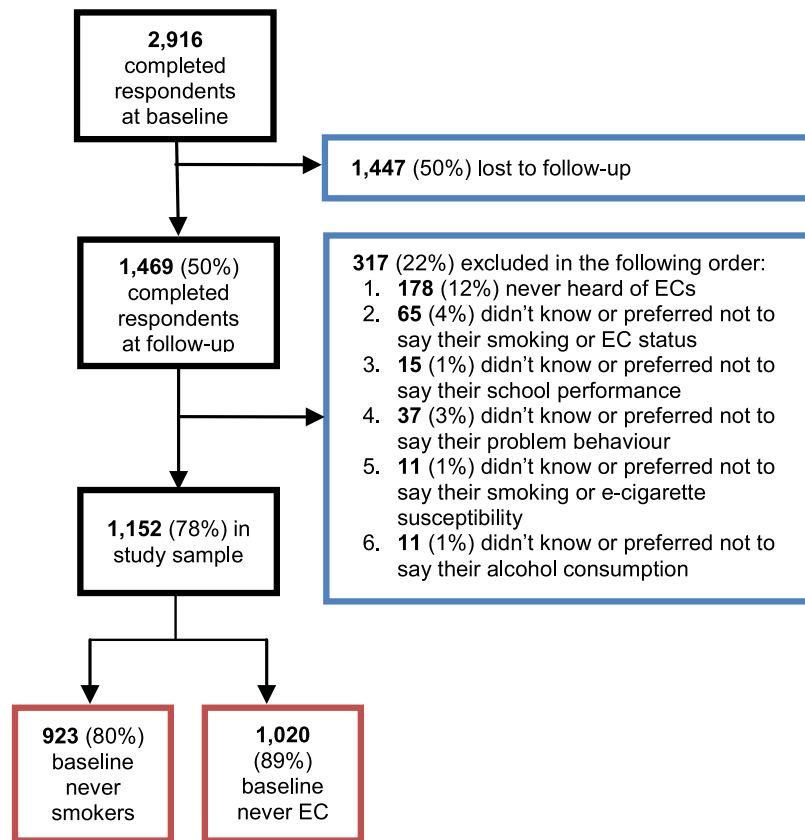 2,916
completed
respondents
at baseline
1,447 (50%) lost to follow-up
1,469 (50%)
completed
respondents
at follow-up
317 (22%) excluded in the following order:
1. 178 (12%) never heard of ECs
2. 65 (4%) didn’t know or preferred not to
say their smoking or EC status
3. 15 (1%) didn’t know or preferred not to
say their school performance
4. 37 (3%) didn’t know or preferred not to
say their problem behaviour
5. 11 (1%) didn’t know or preferred not to
say their smoking or e-cigarette
susceptibility
6. 11 (1%) didn’t know or preferred not to
say their alcohol consumption
1,152 (78%) in
study sample
923 (80%)
baseline
never
smokers
1,020
(89%)
baseline
never EC